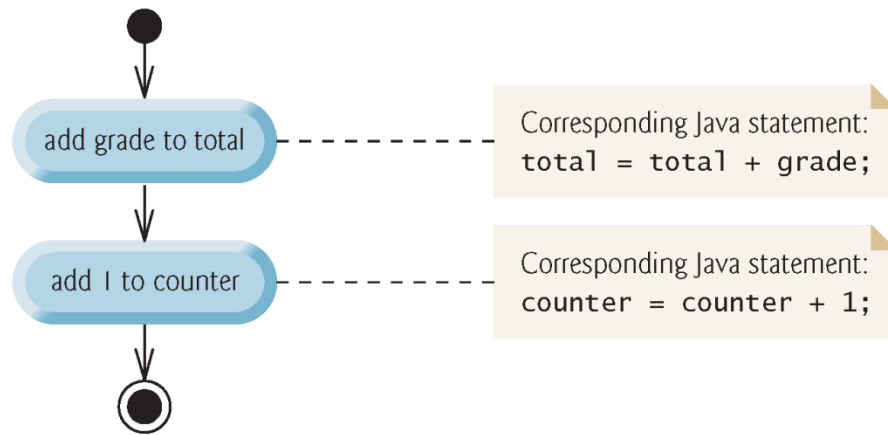 add grade to total
Corresponding Java statement:
total = total + grade;
add 1 to counter
Corresponding Java statement:
counter = counter + 1;